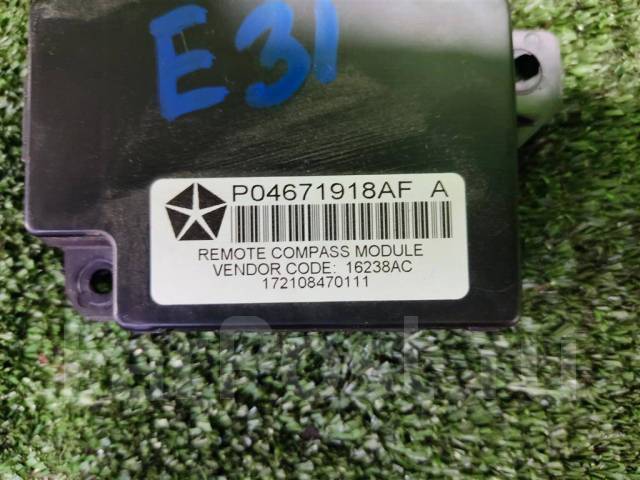 E31
P04671918AF A
REMOTE COMPASS MODULE
VENDOR CODE: 16238AC
172108470111